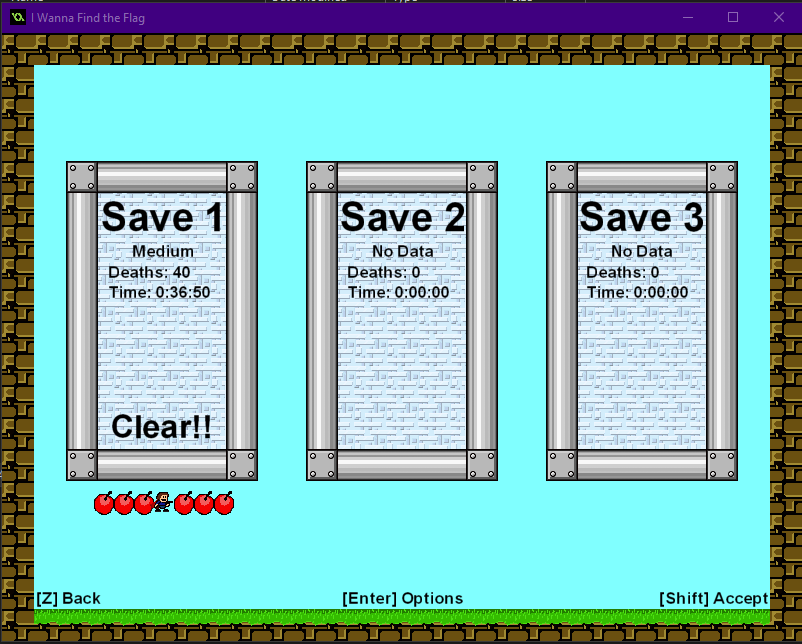 I Wanna Find the Flag
Save 1
Medium
Deaths: 40
Time: 0:36:50
Clear!!
Save 2
No Data
Deaths: 0
Time: 0:00:00
Save 3
No Data
Deaths: 0
Time: 0:00:00
[Z] Back
[Enter] Options
[Shift] Accept